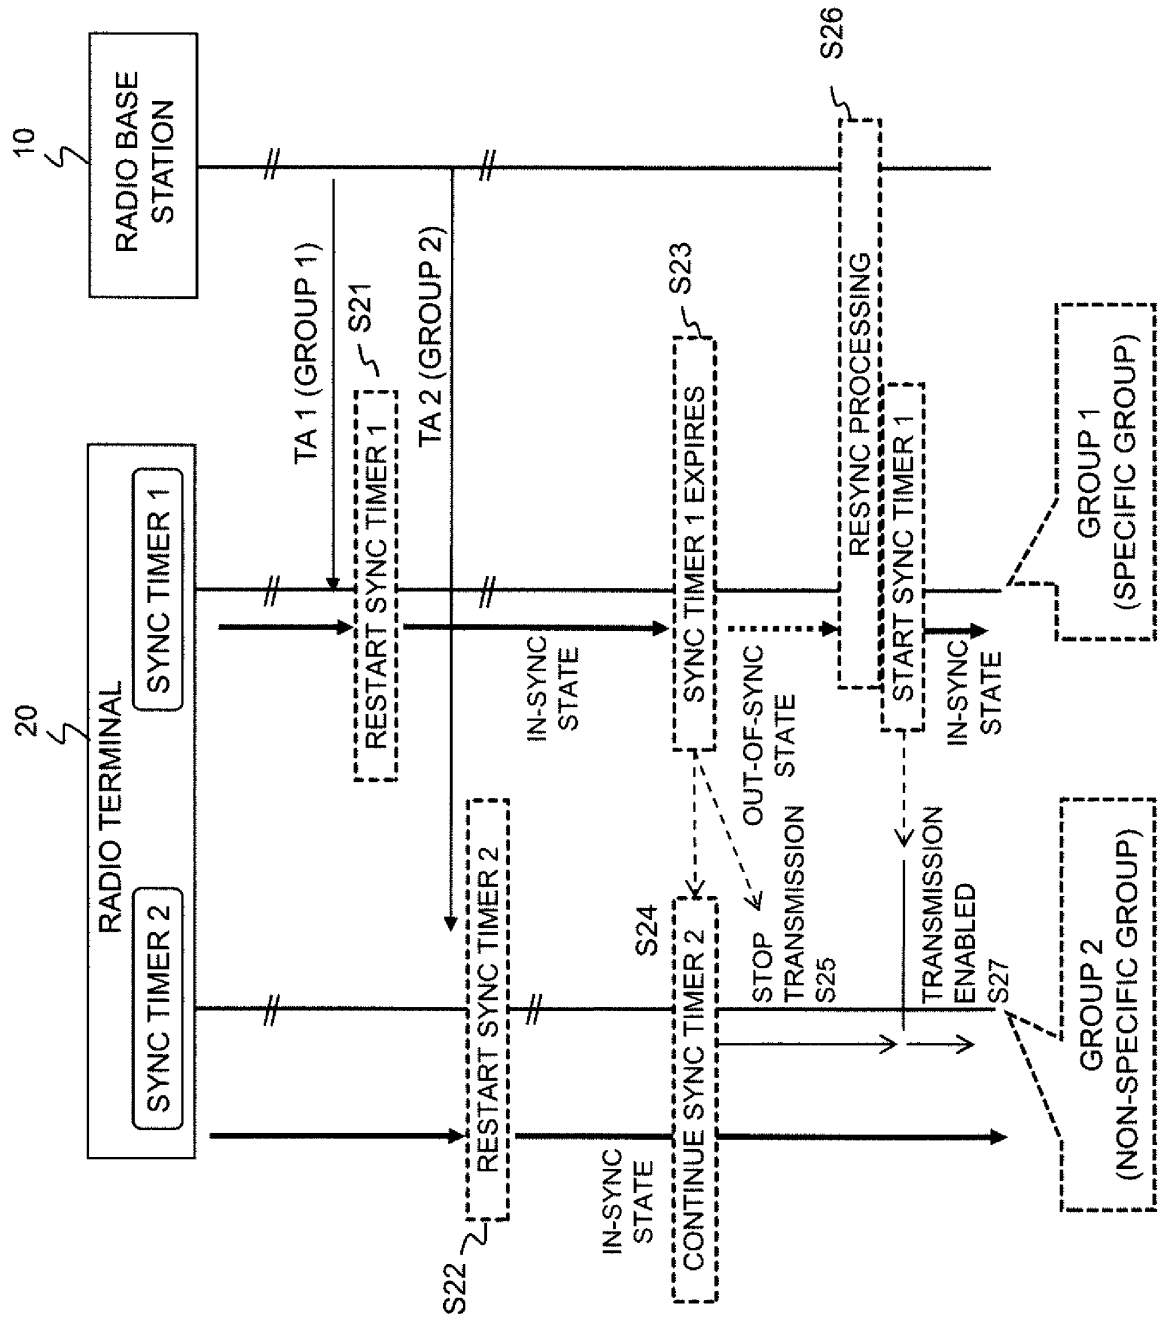 20
RADIO TERMINAL
SYNC TIMER 2
SYNC TIMER 1
10
RADIO BASE
STATION
TA 1 (GROUP 1)
S21
RESTART SYNC TIMER 1
TA 2 (GROUP 2)
S22
RESTART SYNC TIMER 2
IN-SYNC
STATE
IN-SYNC
STATE
S23
SYNC TIMER 1 EXPIRES
S24
CONTINUE SYNC TIMER 2
STOP
TRANSMISSION
S25
OUT-OF-SYNC
STATE
S26
RESYNC PROCESSING
START SYNC TIMER 1
TRANSMISSION
ENABLED
S27
IN-SYNC
STATE
GROUP 2
(NON-SPECIFIC GROUP)
GROUP 1
(SPECIFIC GROUP)